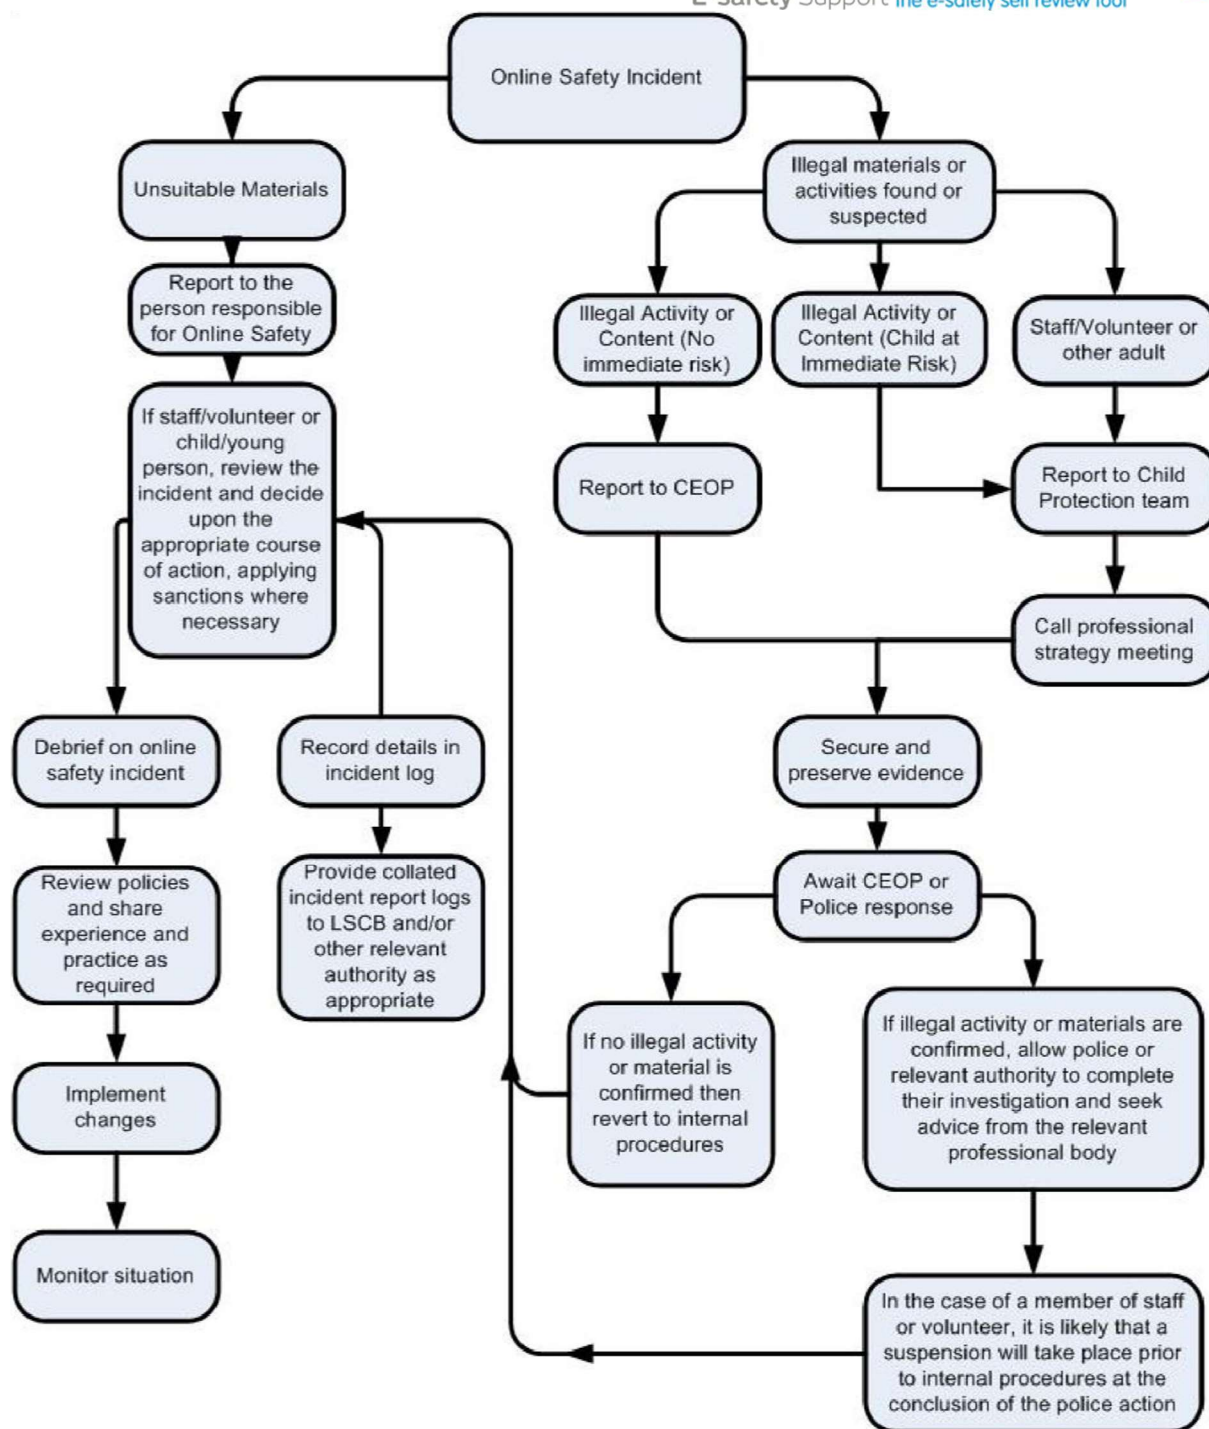 E-safety Support the e-safety self review tool
Online Safety Incident
Unsuitable Materials
Illegal materials or
activities found or
suspected
Report to the
person responsible
for Online Safety
Illegal Activity or
Content (No
immediate risk)
Illegal Activity or
Content (Child at
Immediate Risk)
Staff/Volunteer or
other adult
If staff/volunteer or
child/young
person, review the
incident and decide
upon the
appropriate course
of action, applying
sanctions where
necessary
Report to CEOP
Report to Child
Protection team
Call professional
strategy meeting
Debrief on online
safety incident
Record details in
incident log
Secure and
preserve evidence
Review policies
and share
experience and
practice as
required
Provide collated
incident report logs
to LSCB and/or
other relevant
authority as
appropriate
Await CEOP or
Police response
If no illegal activity
or material is
confirmed then
revert to internal
procedures
If illegal activity or materials are
confirmed, allow police or
relevant authority to complete
their investigation and seek
advice from the relevant
professional body
Implement
changes
Monitor situation
In the case of a member of staff
or volunteer, it is likely that a
suspension will take place prior
to internal procedures at the
conclusion of the police action